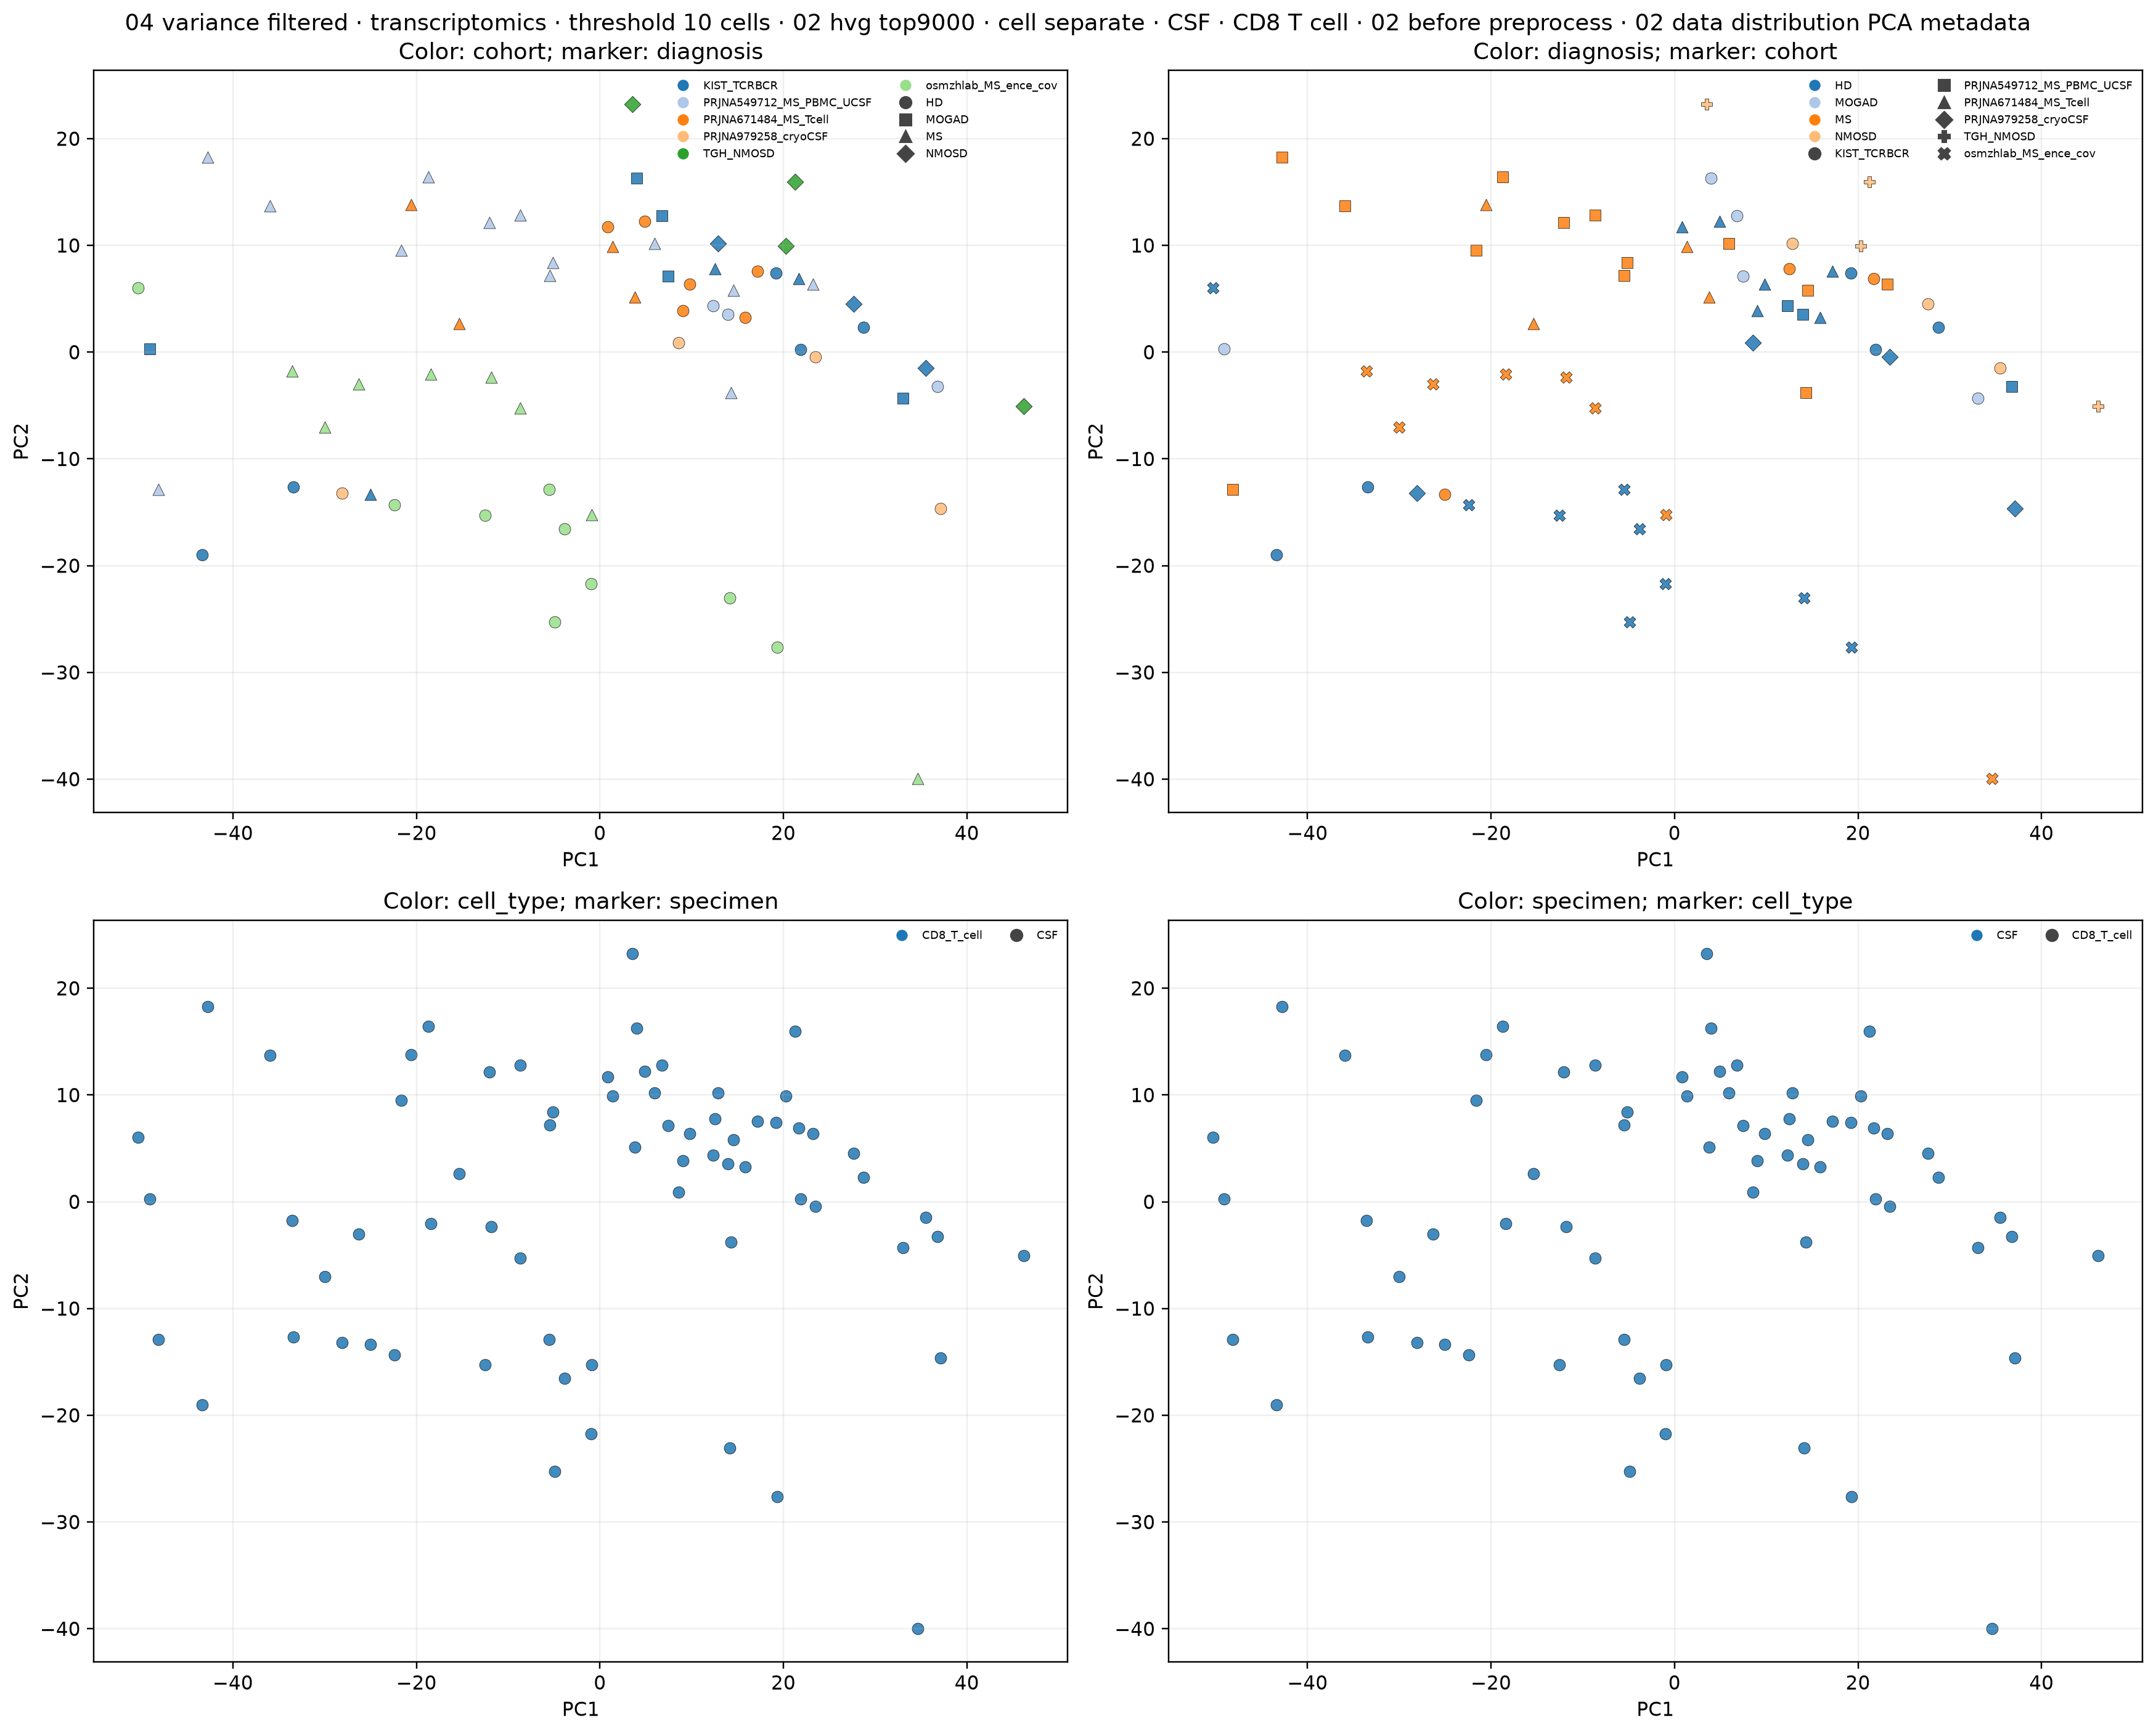 04 variance filtered · transcriptomics · threshold 10 cells · 02 hvg top9000 · cell separate · CSF · CD8 T cell · 02 before preprocess · 02 data distribution PCA metadata
Color: cohort; marker: diagnosis
KIST_TCRBCR
PRJNA549712_MS_PBMC_UCSF
PRJNA671484_MS_Tcell
PRJNA979258_cryoCSF
TGH_NMOSD
osmzhlab_MS_ence_cov
HD
MOGAD
MS
NMOSD
20
10
0
−10
−20
−30
−40
PC2
−40
−20
0
20
40
PC1
Color: diagnosis; marker: cohort
HD
MOGAD
MS
NMOSD
KIST_TCRBCR
PRJNA549712_MS_PBMC_UCSF
PRJNA671484_MS_Tcell
PRJNA979258_cryoCSF
TGH_NMOSD
osmzhlab_MS_ence_cov
20
10
0
−10
−20
−30
−40
PC2
−40
−20
0
20
40
PC1
Color: cell_type; marker: specimen
CD8_T_cell
CSF
20
10
0
−10
−20
−30
−40
PC2
−40
−20
0
20
40
PC1
Color: specimen; marker: cell_type
CSF
CD8_T_cell
20
10
0
−10
−20
−30
−40
PC2
−40
−20
0
20
40
PC1